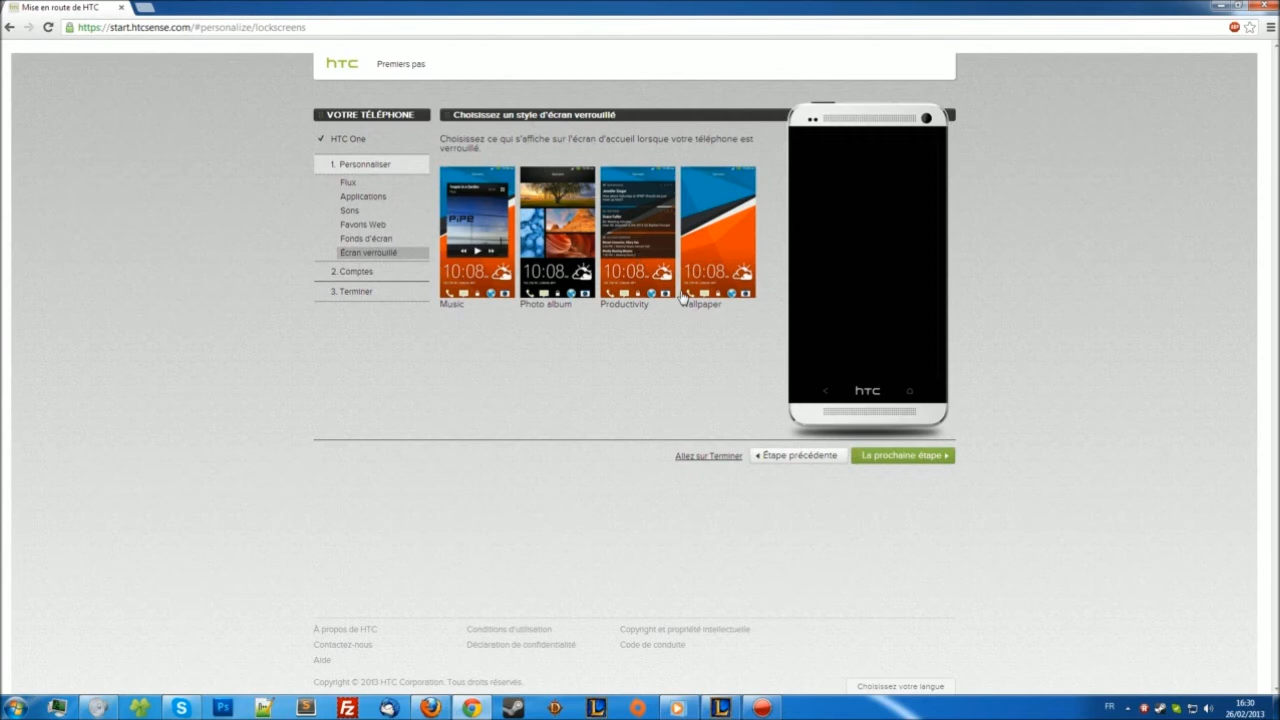 Mise en route de HTC
https://start.htcsense.com/#personalize/lockscreens
htc Premiers pas
VOTRE TÉLÉPHONE
HTC One
1. Personnaliser
Flux
Applications
Sons
Favoris Web
Fonds d'écran
Écran verrouillé
2. Comptes
3. Terminer
Choisissez un style d'écran verrouillé
Choisissez ce qui s'affiche sur l'écran d'accueil lorsque votre téléphone est
verrouillé.
PiPE
10:08 10:08 10:08 10:08
Music Photo album Productivity Wallpaper
htc
Allez sur Terminer Étape précédente La prochaine étape
À propos de HTC Conditions d'utilisation Copyright et propriété intellectuelle
Contactez-nous Déclaration de confidentialité Code de conduite
Aide
Copyright © 2013 HTC Corporation. Tous droits réservés.
Choisissez votre langue
FR
16:30
26/02/2013